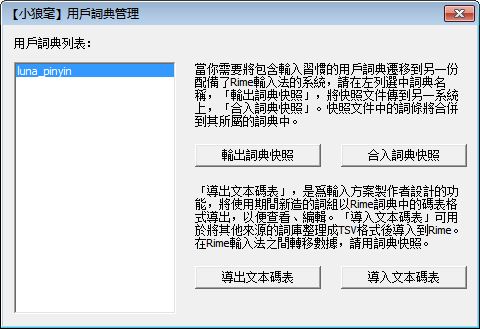 【小狼毫】用戶詞典管理
用戶詞典列表：
luna_pinyin
當你需要將包含輸入習慣的用戶詞典遷移到另一份
配備了Rime輸入法的系統，請在左列選中詞典名
稱，「輸出詞典快照」，將快照文件傳到另一系統
上，「合入詞典快照」。快照文件中的詞條將合併
到其所屬的詞典中。
輸出詞典快照
合入詞典快照
「導出文本碼表」，是爲輸入方案製作者設計的功
能，將使用期間新造的詞組以Rime詞典中的碼表格
式導出，以便查看、編輯。「導入文本碼表」可用
於將其他來源的詞庫整理成TSV格式後導入到Rime。
在Rime輸入法之間轉移數據，請用詞典快照。
導出文本碼表
導入文本碼表